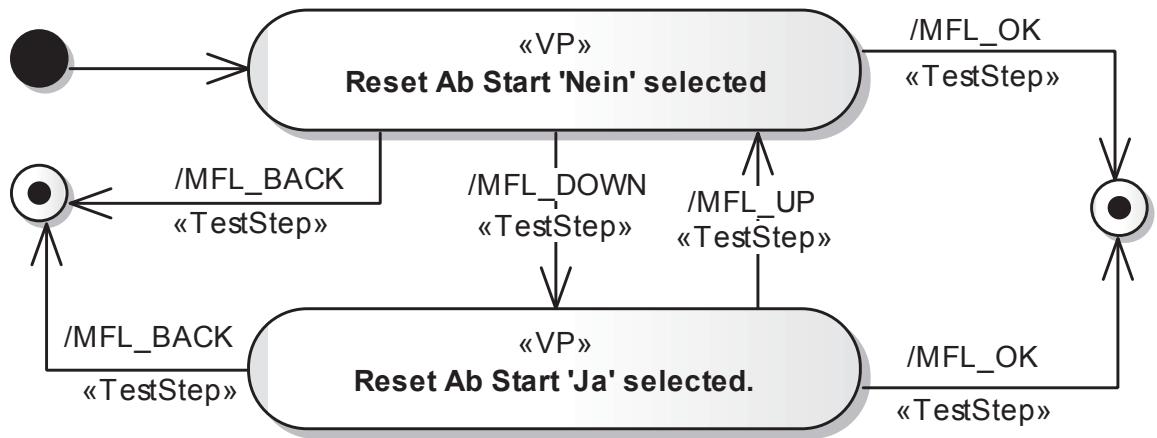 «VP»
Reset Ab Start 'Nein' selected
/MFL_OK
«TestStep»
/MFL_BACK
«TestStep»
/MFL_DOWN
«TestStep»
/MFL_UP
«TestStep»
/MFL_BACK
«TestStep»
«VP»
Reset Ab Start 'Ja' selected.
/MFL_OK
«TestStep»